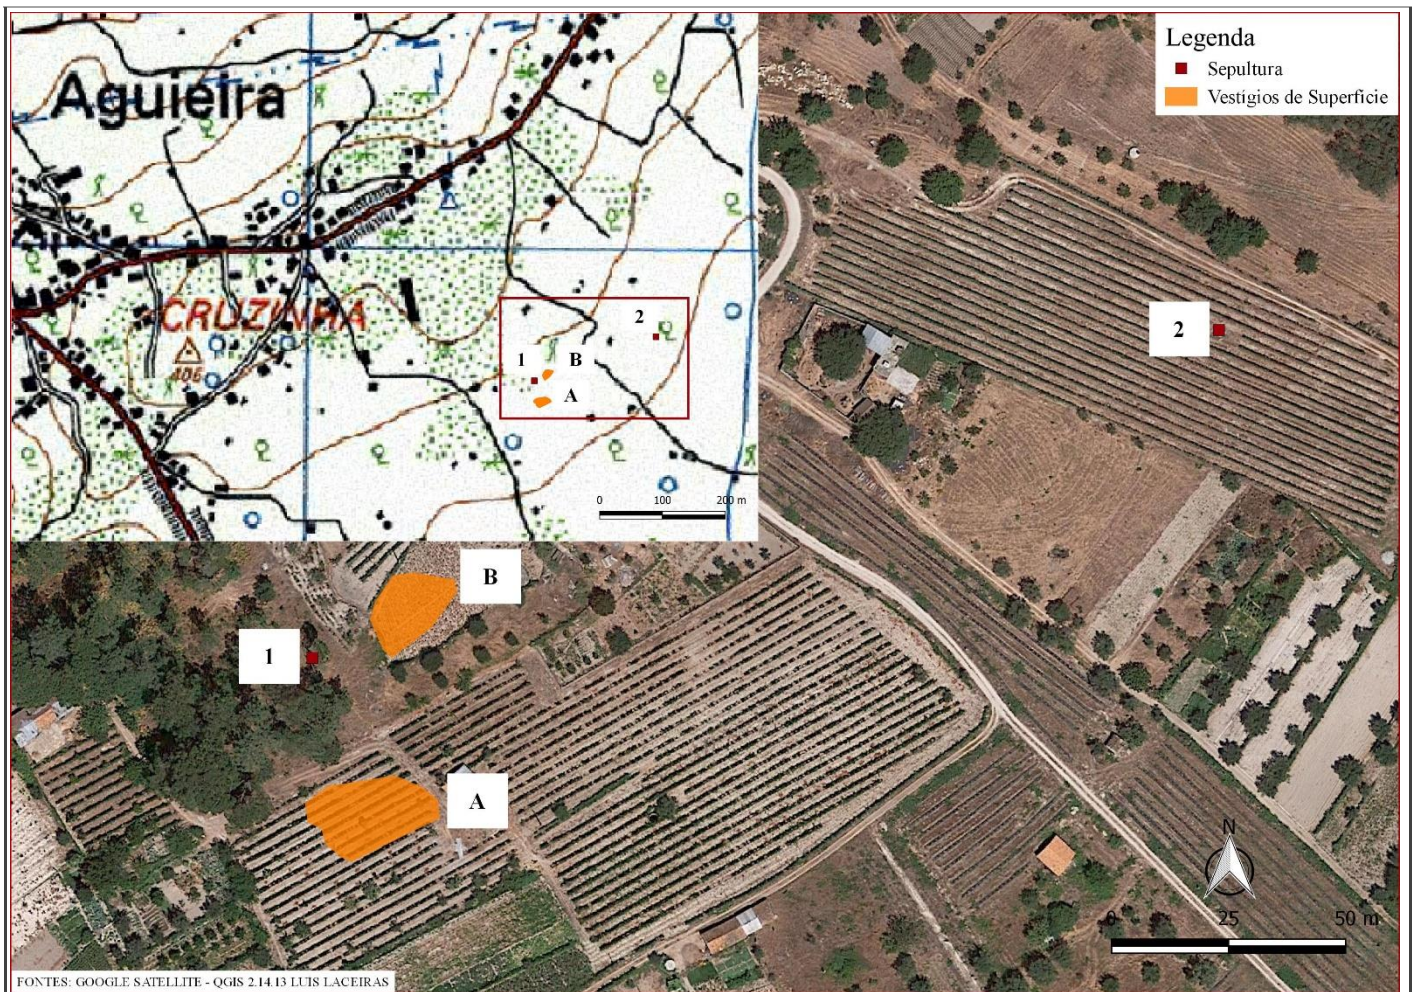 Aguieira
CRUZINHA
406
1
2
B
A
0 100 200 m
Legenda
Sepultura
Vestigios de Superficie
2
B
1
A
N
0 25 50 m
FONTES: GOOGLE SATELLITE - QGIS 2.14.13 LUIS LACEIRAS